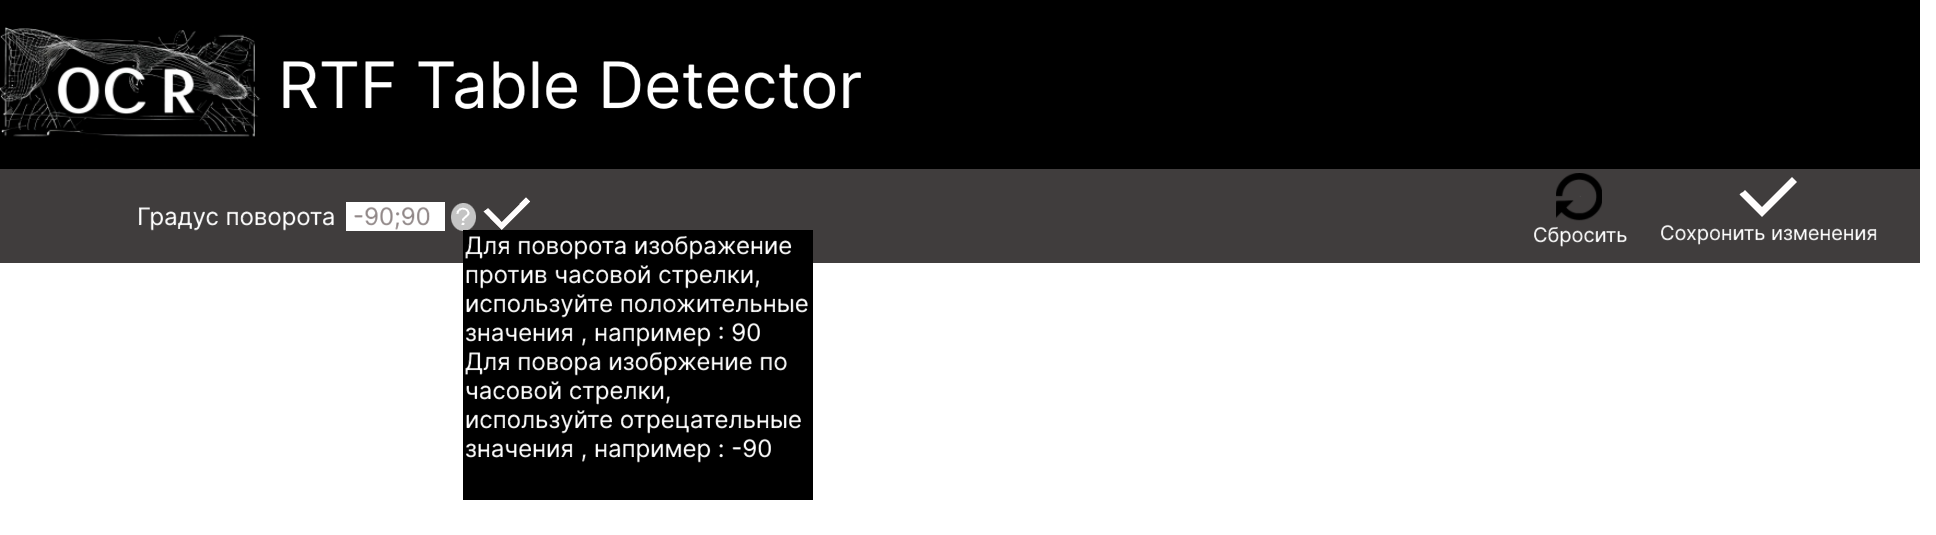 OCR
RTF Table Detector
Градус поворота -90;90 ?
Сбросить
Сохронить изменения
Для поворота изображение
против часовой стрелки,
используйте положительные
значения , например : 90
Для повора изобржение по
часовой стрелки,
используйте отрецательные
значения , например : -90